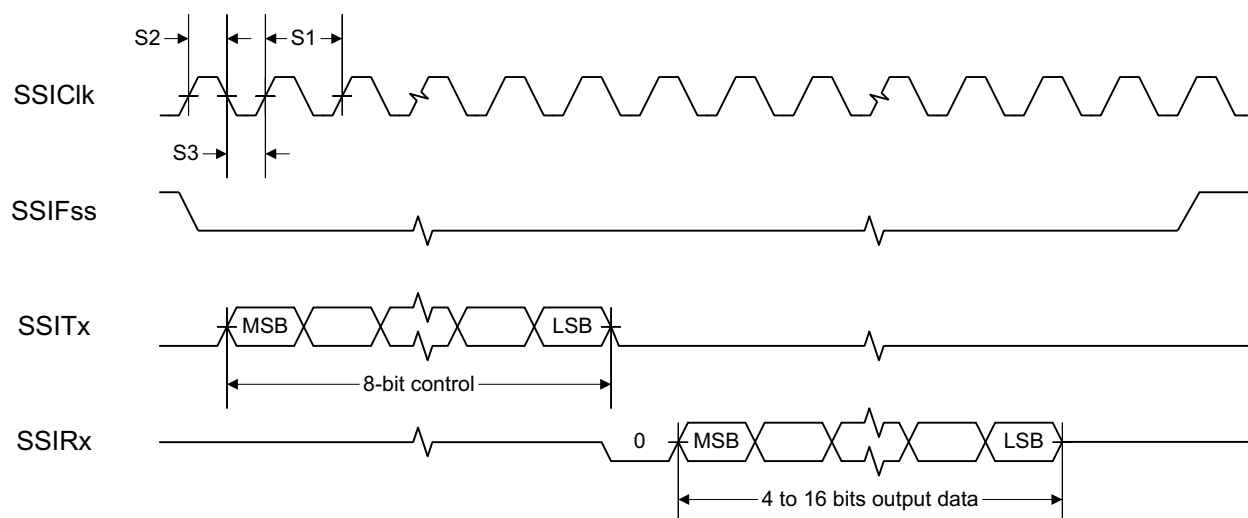 S2
S1
SSIClk
S3
SSIFss
SSITx
MSB
LSB
8-bit control
SSIRx
0
MSB
LSB
4 to 16 bits output data